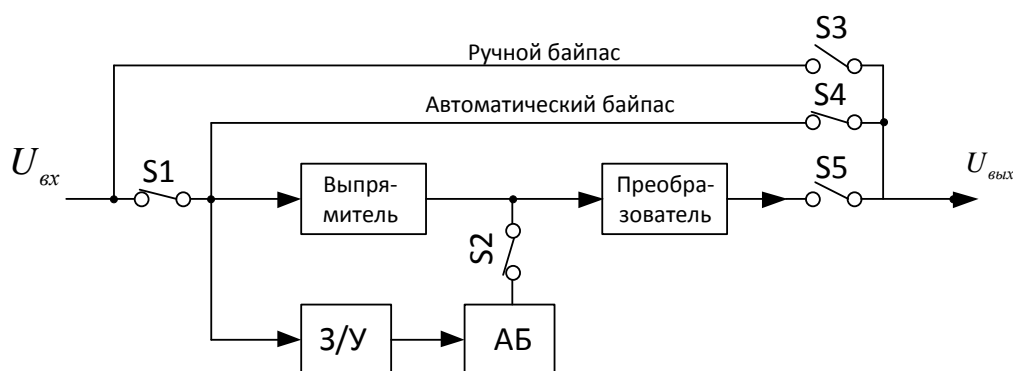 Ручной байпас
S3
Автоматический байпас
S4
Uвх
S1
Выпря-
митель
Преобра-
зователь
S5
Uвых
S2
З/У
АБ